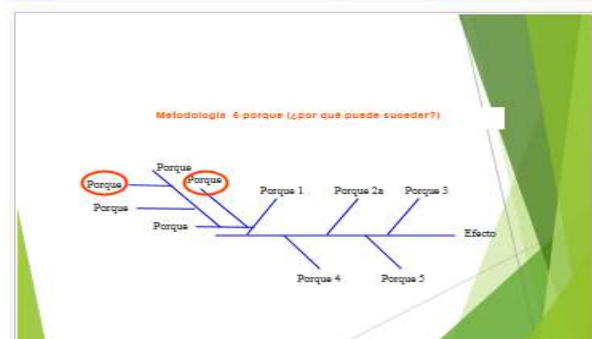 Metodología 6 porque (¿por qué puede suceder?)
Porque
Porque
Porque
Porque
Porque
Porque 1
Porque 2a
Porque 3
Efecto
Porque 4
Porque 5